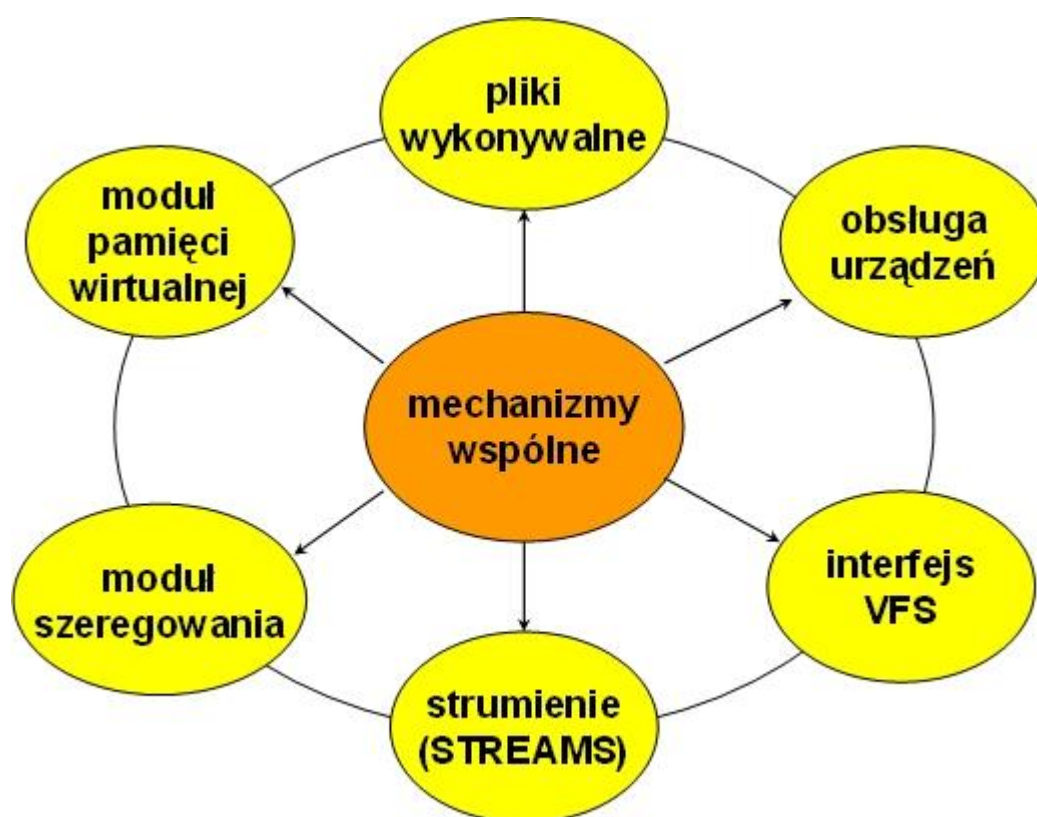 pliki
wykonywalne
moduł
pamięci
wirtualnej
obsługa
urządzeń
mechanizmy
wspólne
moduł
szeregowania
interfejs
VFS
strumienie
(STREAMS)